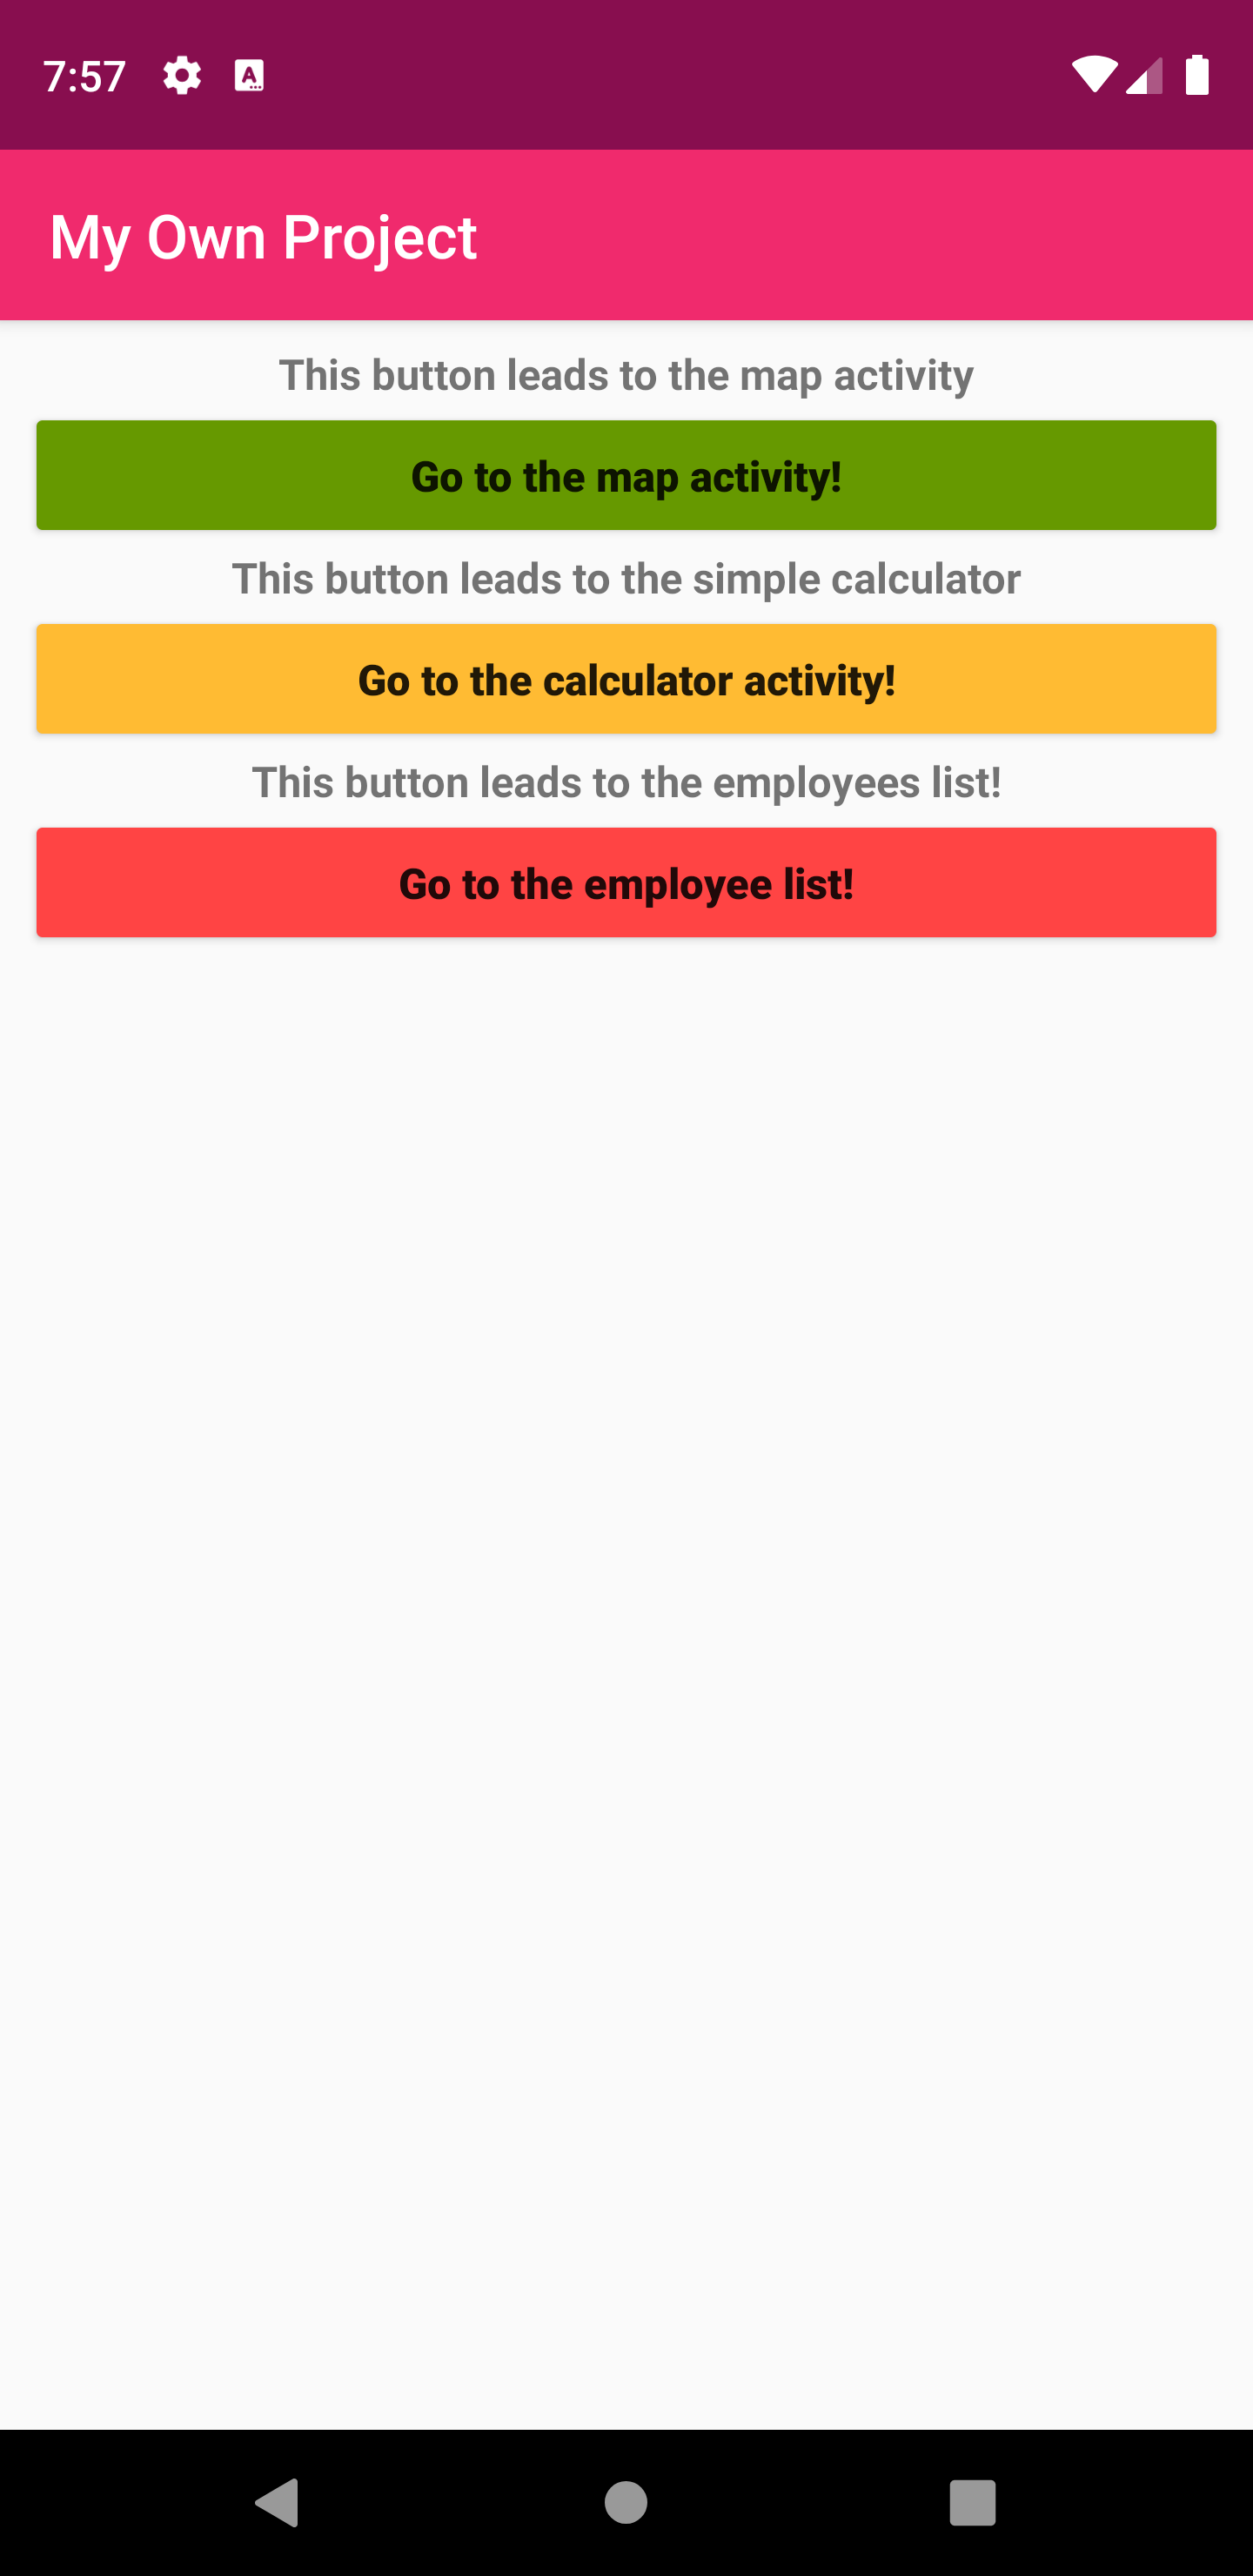 7:57
My Own Project
This button leads to the map activity
Go to the map activity!
This button leads to the simple calculator
Go to the calculator activity!
This button leads to the employees list!
Go to the employee list!